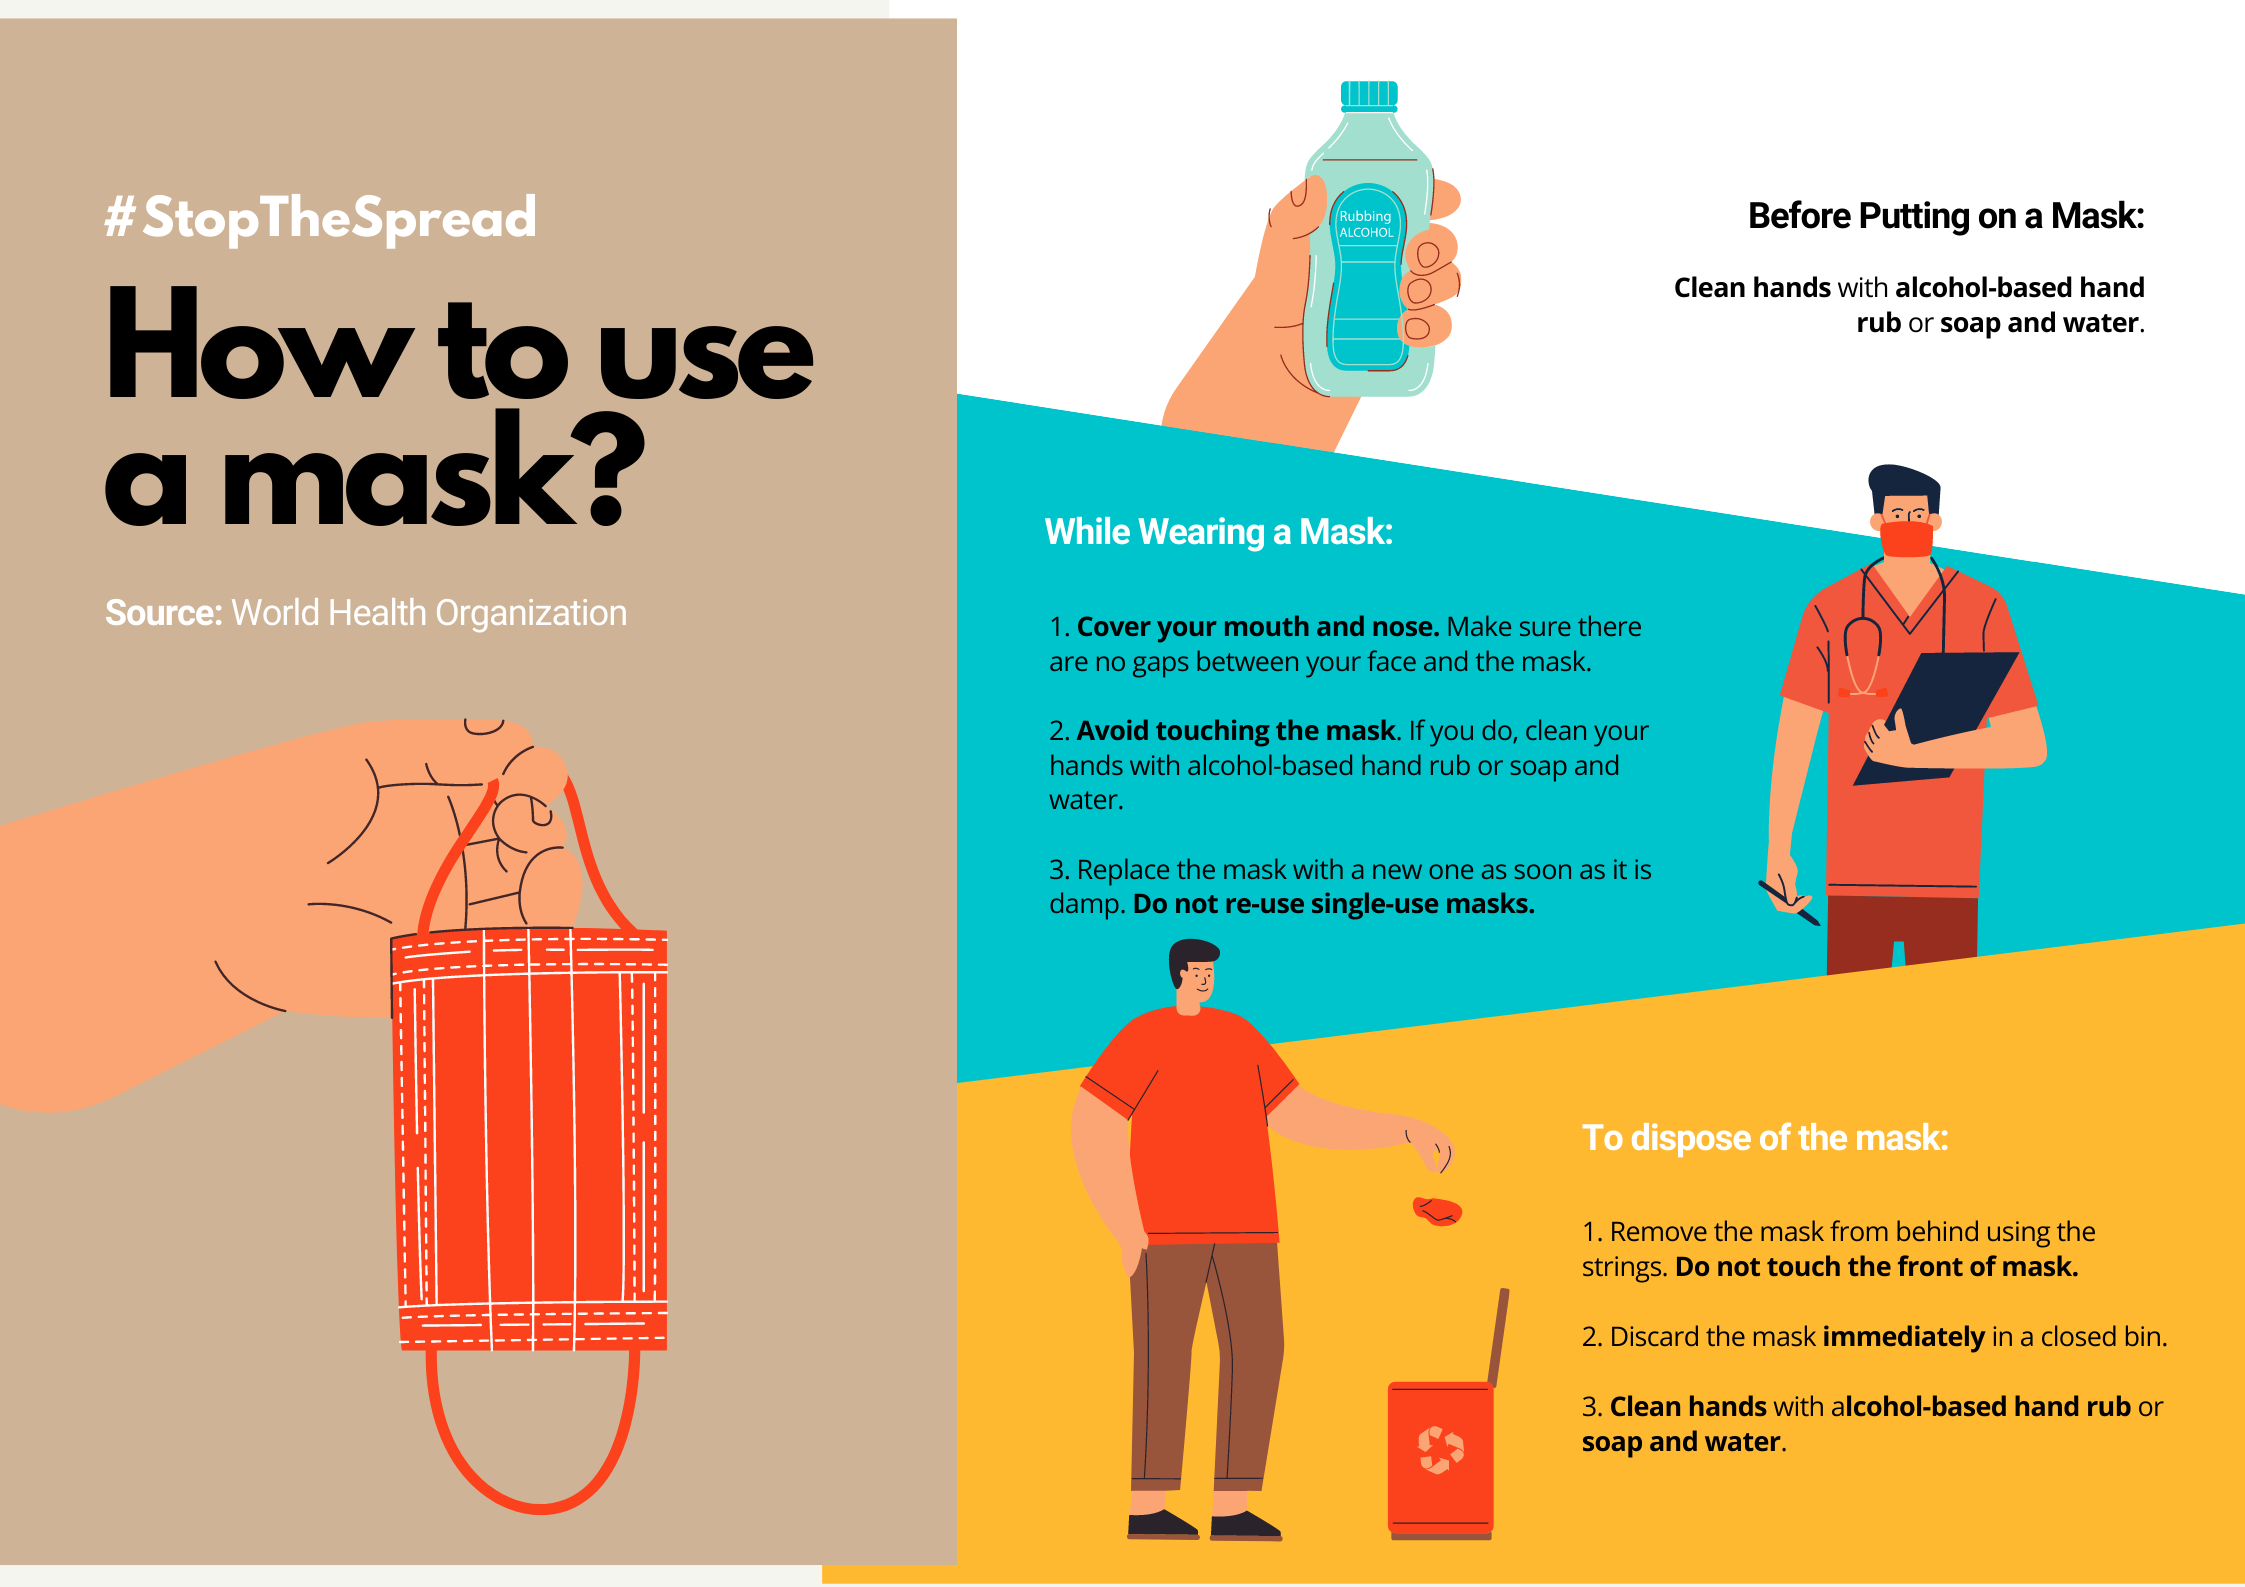 #StopTheSpread
How to use
a mask?
Source: World Health Organization
Rubbing
ALCOHOL
Before Putting on a Mask:
Clean hands with alcohol-based hand
rub or soap and water.
While Wearing a Mask:
1. Cover your mouth and nose. Make sure there
are no gaps between your face and the mask.
2. Avoid touching the mask. If you do, clean your
hands with alcohol-based hand rub or soap and
water.
3. Replace the mask with a new one as soon as it is
damp. Do not re-use single-use masks.
To dispose of the mask:
1. Remove the mask from behind using the
strings. Do not touch the front of mask.
2. Discard the mask immediately in a closed bin.
3. Clean hands with alcohol-based hand rub or
soap and water.